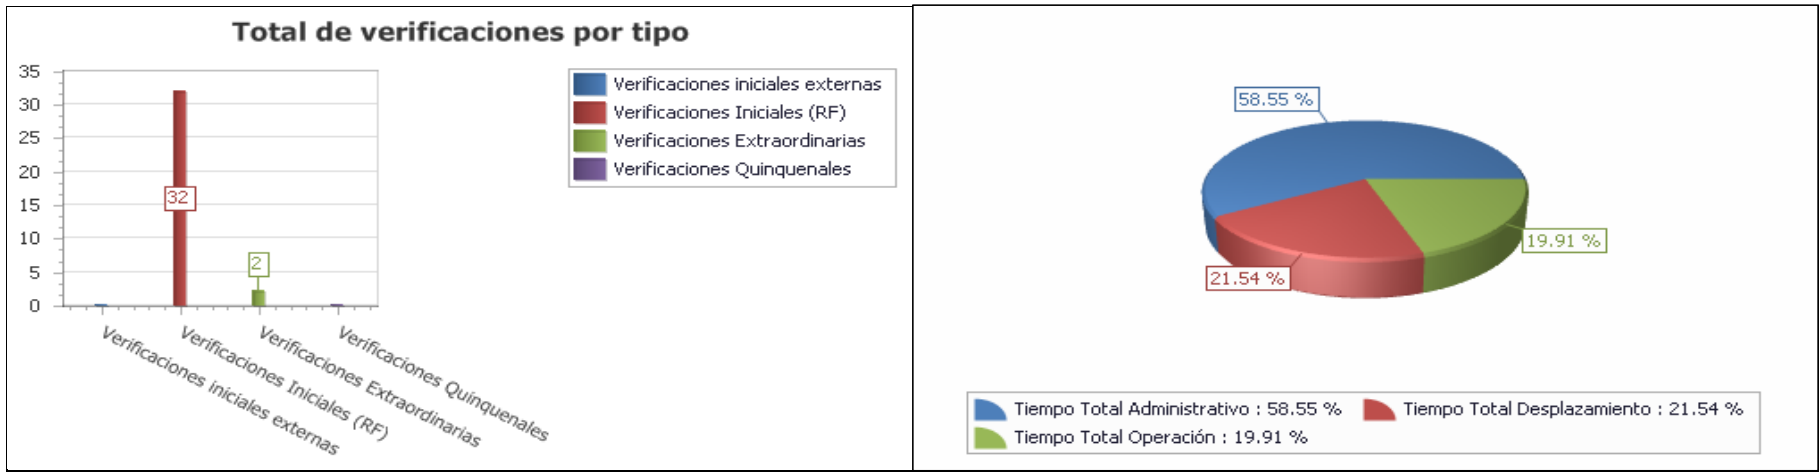 Total de verificaciones por tipo
35
30
25
20
15
10
5
0
32
2
Verificaciones iniciales externas
Verificaciones Iniciales (RF)
Verificaciones Extraordinarias
Verificaciones Quinquenales
Verificaciones iniciales externas
Verificaciones Iniciales (RF)
Verificaciones Extraordinarias
Verificaciones Quinquenales
58.55 %
19.91 %
21.54 %
Tiempo Total Administrativo : 58.55 %
Tiempo Total Desplazamiento : 21.54 %
Tiempo Total Operación : 19.91 %